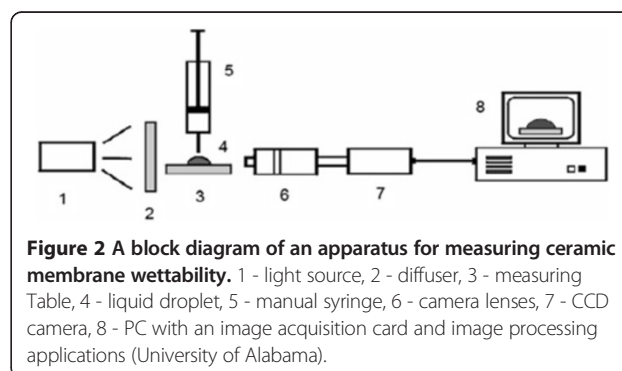 5
8
4
1
2
3
6
7
Figure 2 A block diagram of an apparatus for measuring ceramic
membrane wettability. 1 - light source, 2 - diffuser, 3 - measuring
Table, 4 - liquid droplet, 5 - manual syringe, 6 - camera lenses, 7 - CCD
camera, 8 - PC with an image acquisition card and image processing
applications (University of Alabama).